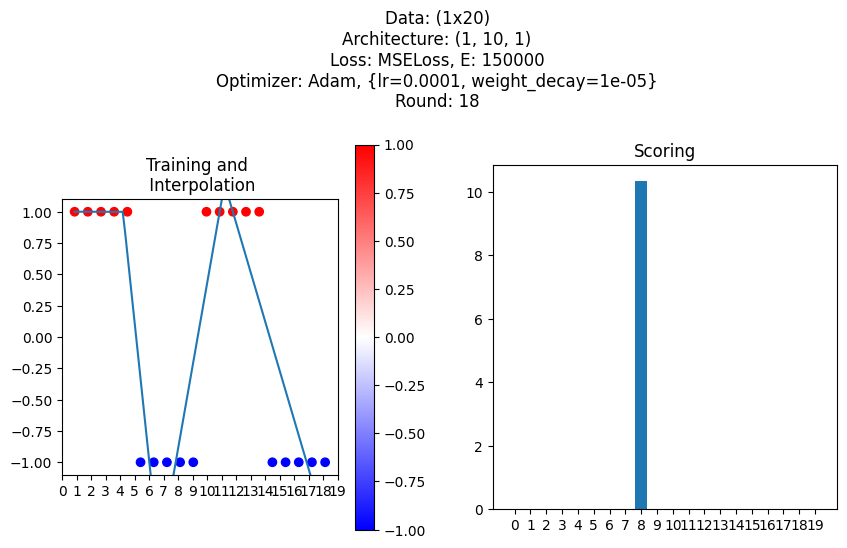 Data: (1x20)
Architecture: (1, 10, 1)
Loss: MSELoss, E: 150000
Optimizer: Adam, {lr=0.0001, weight_decay=1e-05}
Round: 18
Training and
Interpolation
1.00
0.75
0.50
0.25
0.00
−0.25
−0.50
−0.75
−1.00
0 1 2 3 4 5 6 7 8 9 10 11 12 13 14 15 16 17 18 19
1.00
0.75
0.50
0.25
0.00
−0.25
−0.50
−0.75
−1.00
Scoring
10
8
6
4
2
0
0 1 2 3 4 5 6 7 8 9 10 11 12 13 14 15 16 17 18 19